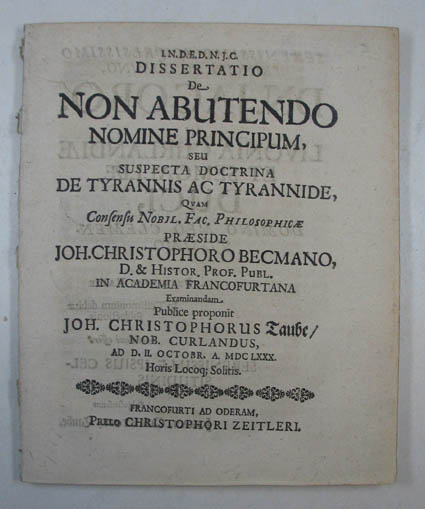 I.N.D.E.D.N.J.C.
DISSERTATIO
De
NON ABUTENDO
NOMINE PRINCIPUM,
SEU
SUSPECTA DOCTRINA
DE TYRANNIS AC TYRANNIDE,
QVAM
Consensu NOBIL. FAC. PHILOSOPHICÆ
PRÆSIDE
JOH. CHRISTOPHORO BECMANO,
D. & HISTOR. PROF. PUBL.
IN ACADEMIA FRANCOFURTANA
Examinandam
Publice proponit
JOH. CHRISTOPHORUS Taube/
NOB. CURLANDUS,
AD D. II. OCTOBR. A. MDCLXXX.
Horis Locoq; Solitis.
FRANCOFURTI AD ODERAM,
PRELO CHRISTOPHORI ZEITLERI.